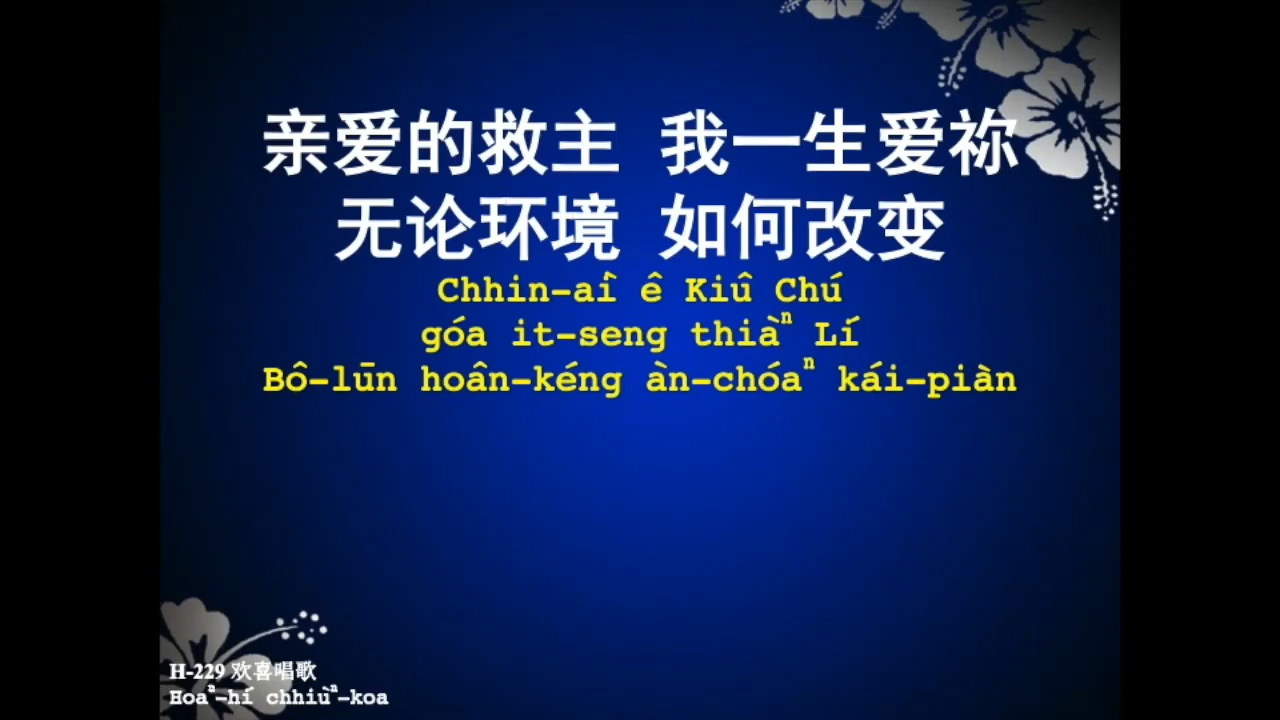 亲爱的救主 我一生爱祢
无论环境 如何改变
Chhin-aî ê Kiû Chú
góa it-seng thiàⁿ Lí
Bô-lūn hoân-kéng àn-chóaⁿ kái-piàn
H-229 欢喜唱歌
Hoaⁿ-hí chhiùⁿ-koa